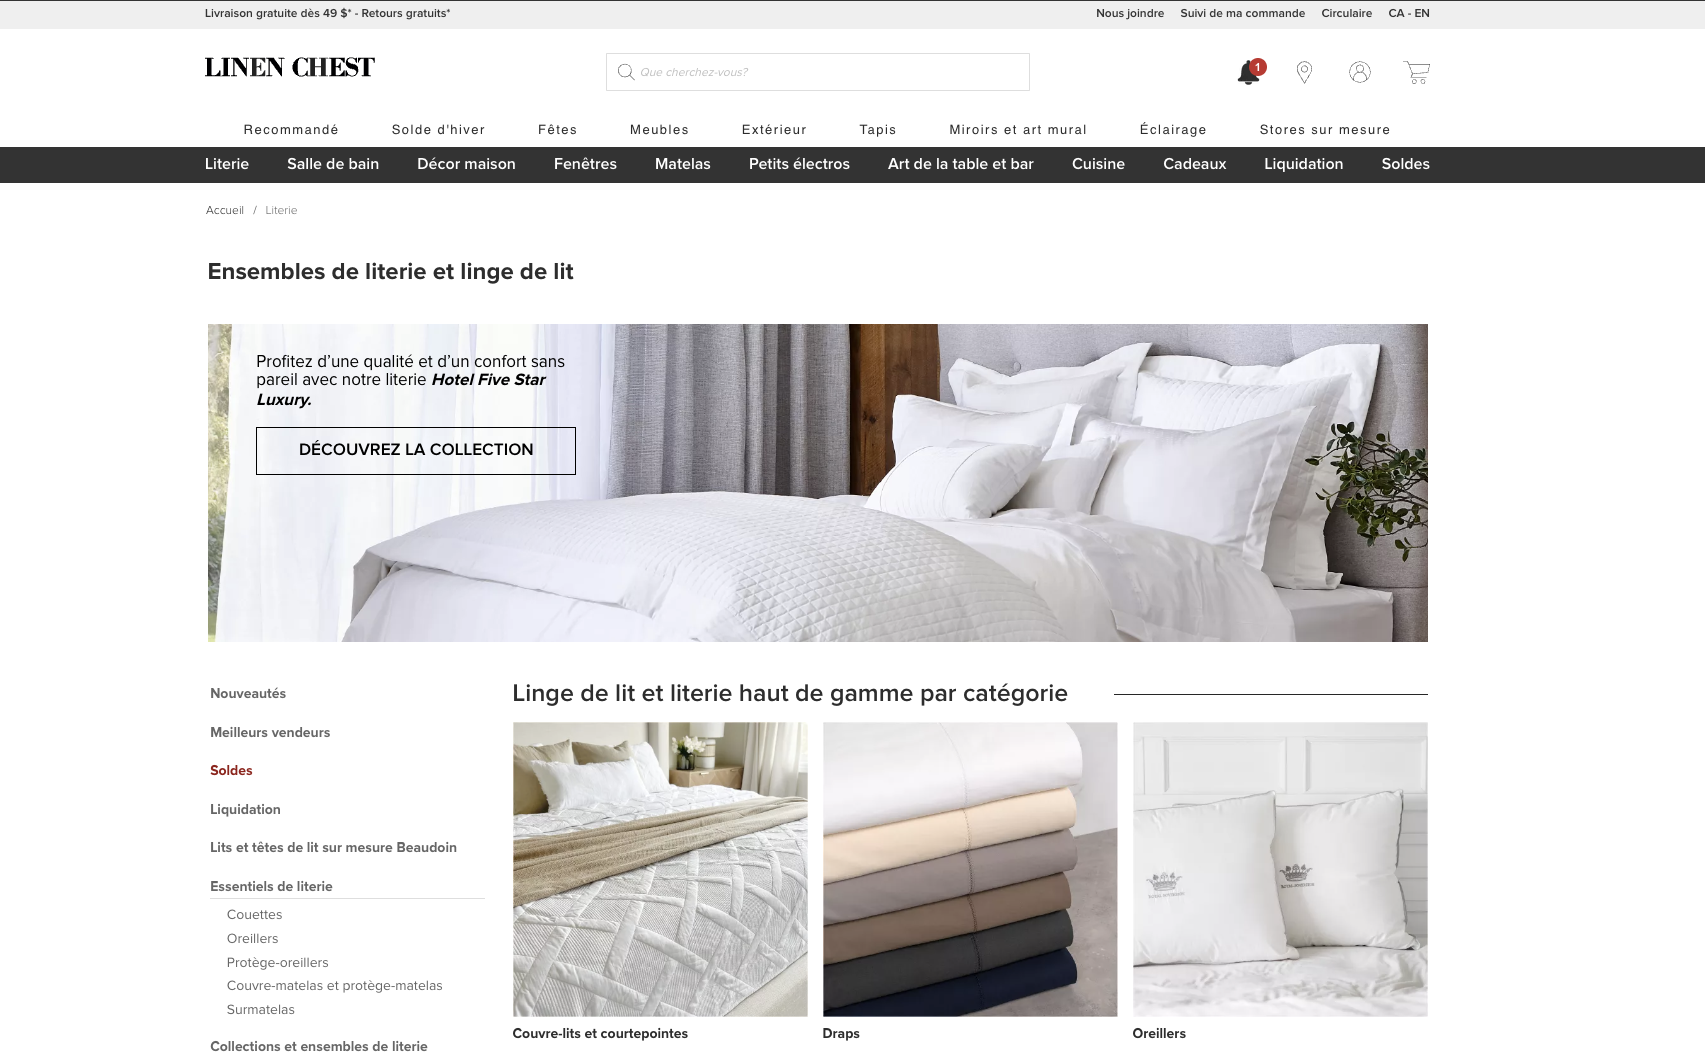 Livraison gratuite dès 49 $* - Retours gratuits*
Nous joindre
Suivi de ma commande
Circulaire
CA - EN
LINEN CHEST
Que cherchez-vous?
1
Recommandé
Solde d'hiver
Fêtes
Meubles
Extérieur
Tapis
Miroirs et art mural
Éclairage
Stores sur mesure
Literie
Salle de bain
Décor maison
Fenêtres
Matelas
Petits électros
Art de la table et bar
Cuisine
Cadeaux
Liquidation
Soldes
Accueil / Literie
Ensembles de literie et linge de lit
Profitez d’une qualité et d’un confort sans
pareil avec notre literie Hotel Five Star
Luxury.
DÉCOUVREZ LA COLLECTION
Nouveautés
Meilleurs vendeurs
Soldes
Liquidation
Lits et têtes de lit sur mesure Beaudoin
Essentiels de literie
Couettes
Oreillers
Protège-oreillers
Couvre-matelas et protège-matelas
Surmatelas
Collections et ensembles de literie
Linge de lit et literie haut de gamme par catégorie
Couvre-lits et courtepointes
Draps
Oreillers